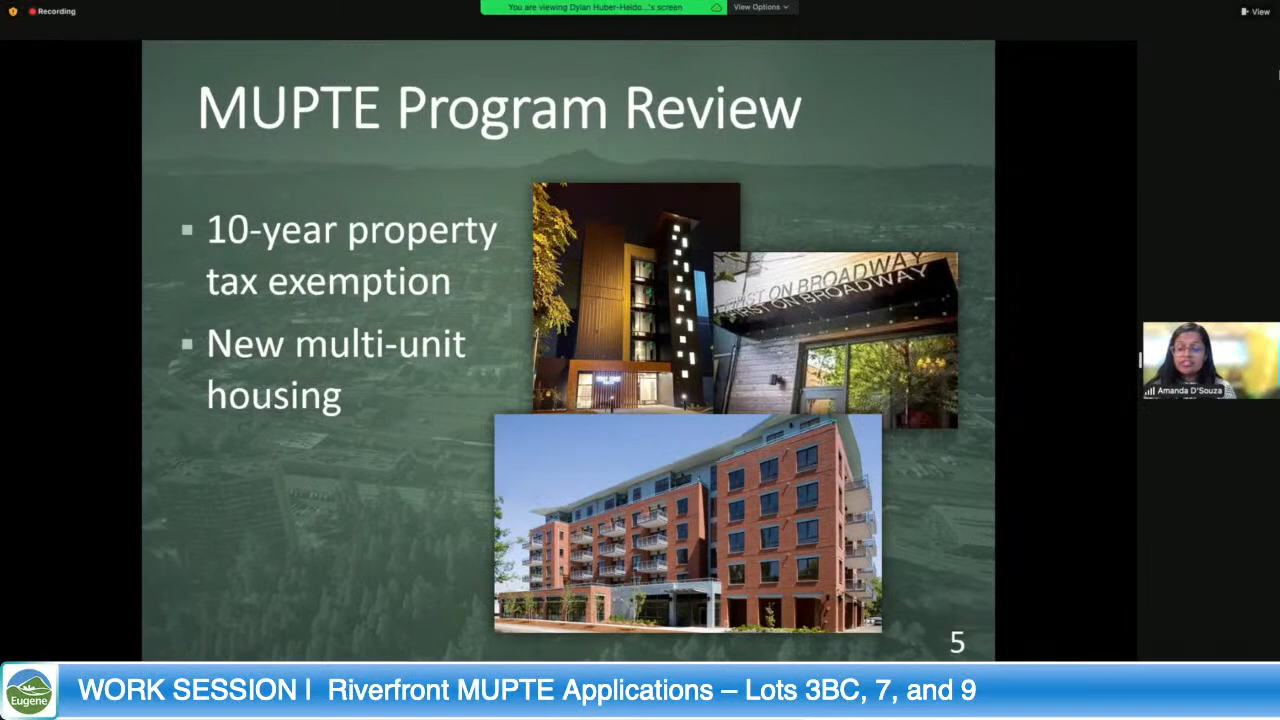 Recording
You are viewing Dylan Huber-Heido...'s screen
View Options
View
MUPTE Program Review
▪ 10-year property
tax exemption
▪ New multi-unit
housing
FIRST ON BROADWAY
FIRST ON BROADWAY
Amanda D'Souza
5
Eugene
WORK SESSION | Riverfront MUPTE Applications – Lots 3BC, 7, and 9